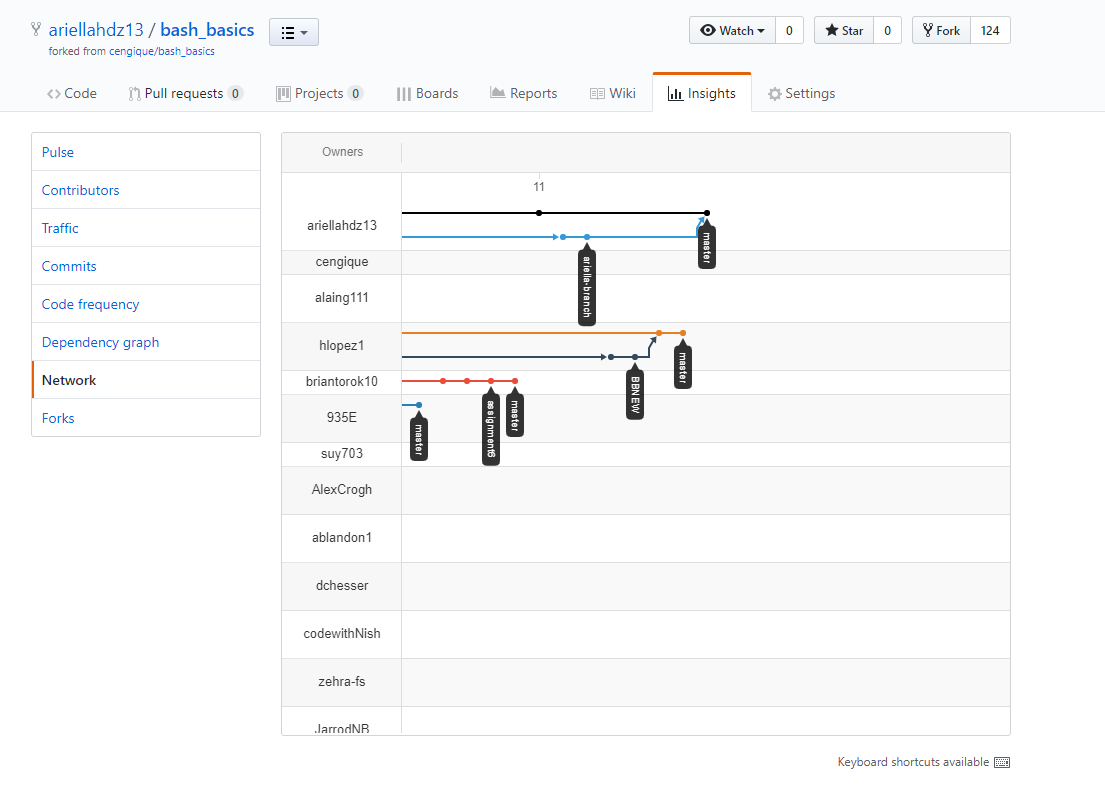 ariellahdz13 / bash_basics
forked from cengique/bash_basics
Watch 0
Star 0
Fork 124
Code
Pull requests 0
Projects 0
Boards
Reports
Wiki
Insights
Settings
Pulse
Contributors
Traffic
Commits
Code frequency
Dependency graph
Network
Forks
Owners
11
ariellahdz13
master
ariella-branch
cengique
alaing111
hlopez1
master
BBNEW
briantorok10
assignment6
master
935E
master
suy703
AlexCrogh
ablandon1
dchesser
codewithNish
zehra-fs
JarrodNB
Keyboard shortcuts available